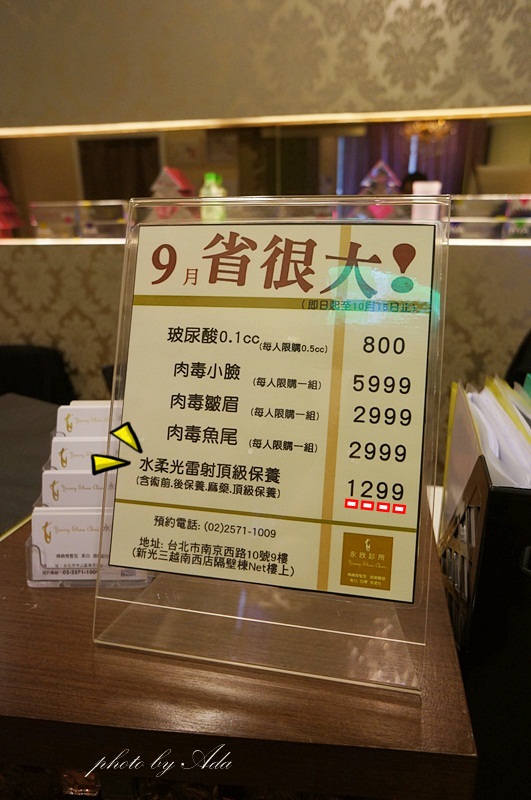 9月省很大!
(即日起至10月15日止)
玻尿酸0.1cc(每人限購0.5cc) 800
肉毒小臉 (每人限購一組) 5999
肉毒皺眉 (每人限購一組) 2999
肉毒魚尾 (每人限購一組) 2999
水柔光雷射頂級保養
(含術前.後保養.麻藥.頂級保養) 1299
預約電話: (02)2571-1009
地址: 台北市南京西路10號9樓
(新光三越南西店隔壁棟Net樓上)
永欣診所
photo by Ada